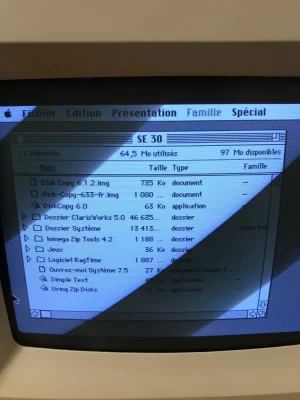 Fichier Edition Présentation Famille Spécial
SE 30
11 éléments 64,5 Mo utilisés 97 Mo disponibles
Nom Taille Type Famille
Disk Copy 6.1.2.img 735 Ko document –
Disk-Copy-633-fr.img 1 080 document –
DiskCopy 6.0 63 Ko application –
Dossier ClarisWorks 5.0 46 635... dossier –
Dossier Système 13 413... dossier
Iomega Zip Tools 4.2 1 188 dossier –
Jeux 36 Ko dossier –
Logiciel RagTime 1 887 dossier –
Ouvrez-moi Système 7.5 27 Ko
Simple Text Ko application
Using Zip Disks application